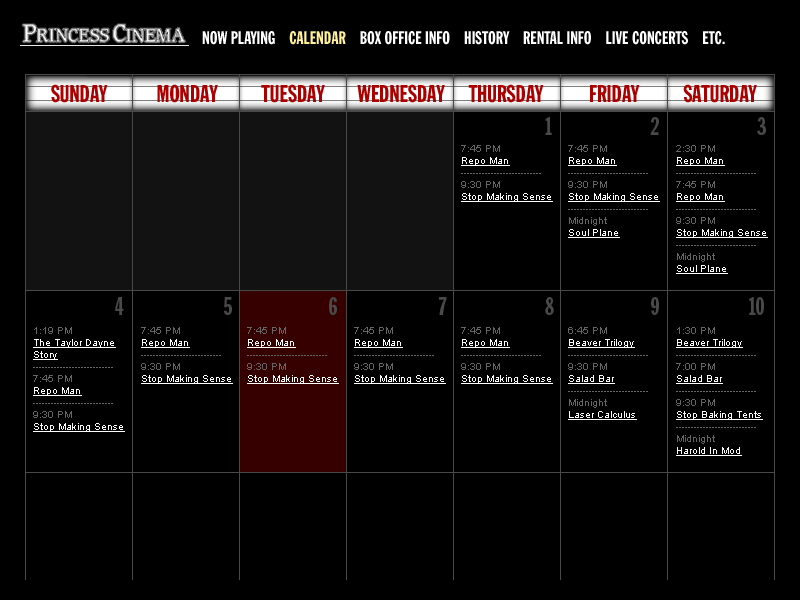 PRINCESS CINEMA NOW PLAYING CALENDAR BOX OFFICE INFO HISTORY RENTAL INFO LIVE CONCERTS ETC.
SUNDAY MONDAY TUESDAY WEDNESDAY THURSDAY FRIDAY SATURDAY
1
7:45 PM
Repo Man
9:30 PM
Stop Making Sense
2
7:45 PM
Repo Man
9:30 PM
Stop Making Sense
Midnight
Soul Plane
3
2:30 PM
Repo Man
7:45 PM
Repo Man
9:30 PM
Stop Making Sense
Midnight
Soul Plane
4
1:19 PM
The Taylor Dayne
Story
7:45 PM
Repo Man
9:30 PM
Stop Making Sense
5
7:45 PM
Repo Man
9:30 PM
Stop Making Sense
6
7:45 PM
Repo Man
9:30 PM
Stop Making Sense
7
7:45 PM
Repo Man
9:30 PM
Stop Making Sense
8
7:45 PM
Repo Man
9:30 PM
Stop Making Sense
9
6:45 PM
Beaver Trilogy
9:30 PM
Salad Bar
Midnight
Laser Calculus
10
1:30 PM
Beaver Trilogy
7:00 PM
Salad Bar
9:30 PM
Stop Baking Tents
Midnight
Harold In Mod